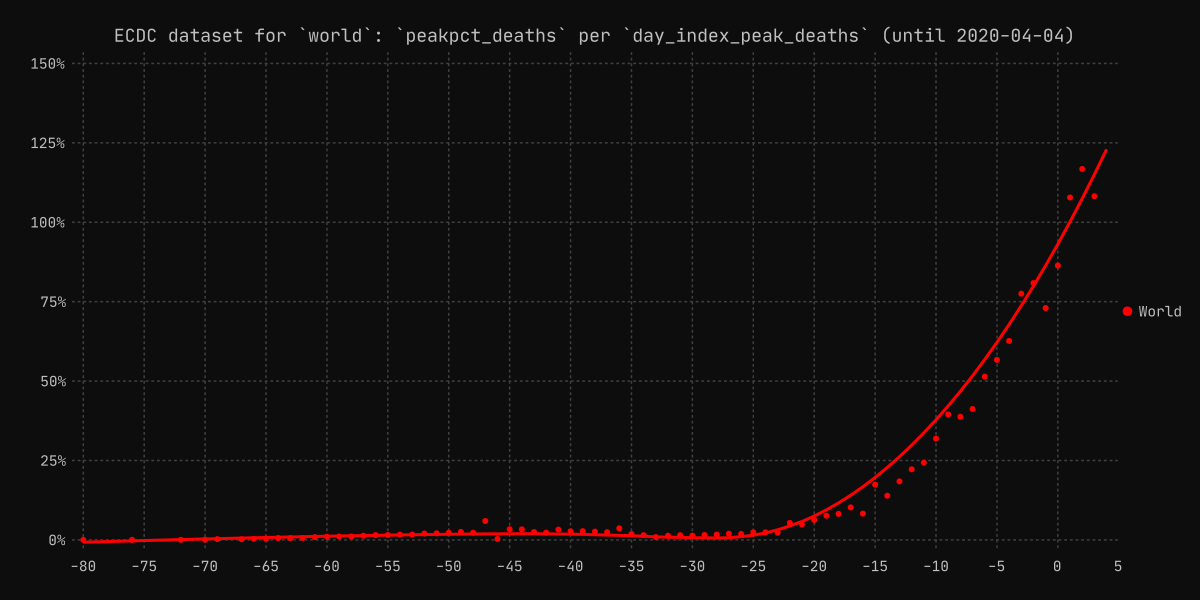 ECDC dataset for `world`: `peakpct_deaths` per `day_index_peak_deaths` (until 2020-04-04)
150%
125%
100%
75%
50%
25%
0%
World
-80 -75 -70 -65 -60 -55 -50 -45 -40 -35 -30 -25 -20 -15 -10 -5 0 5